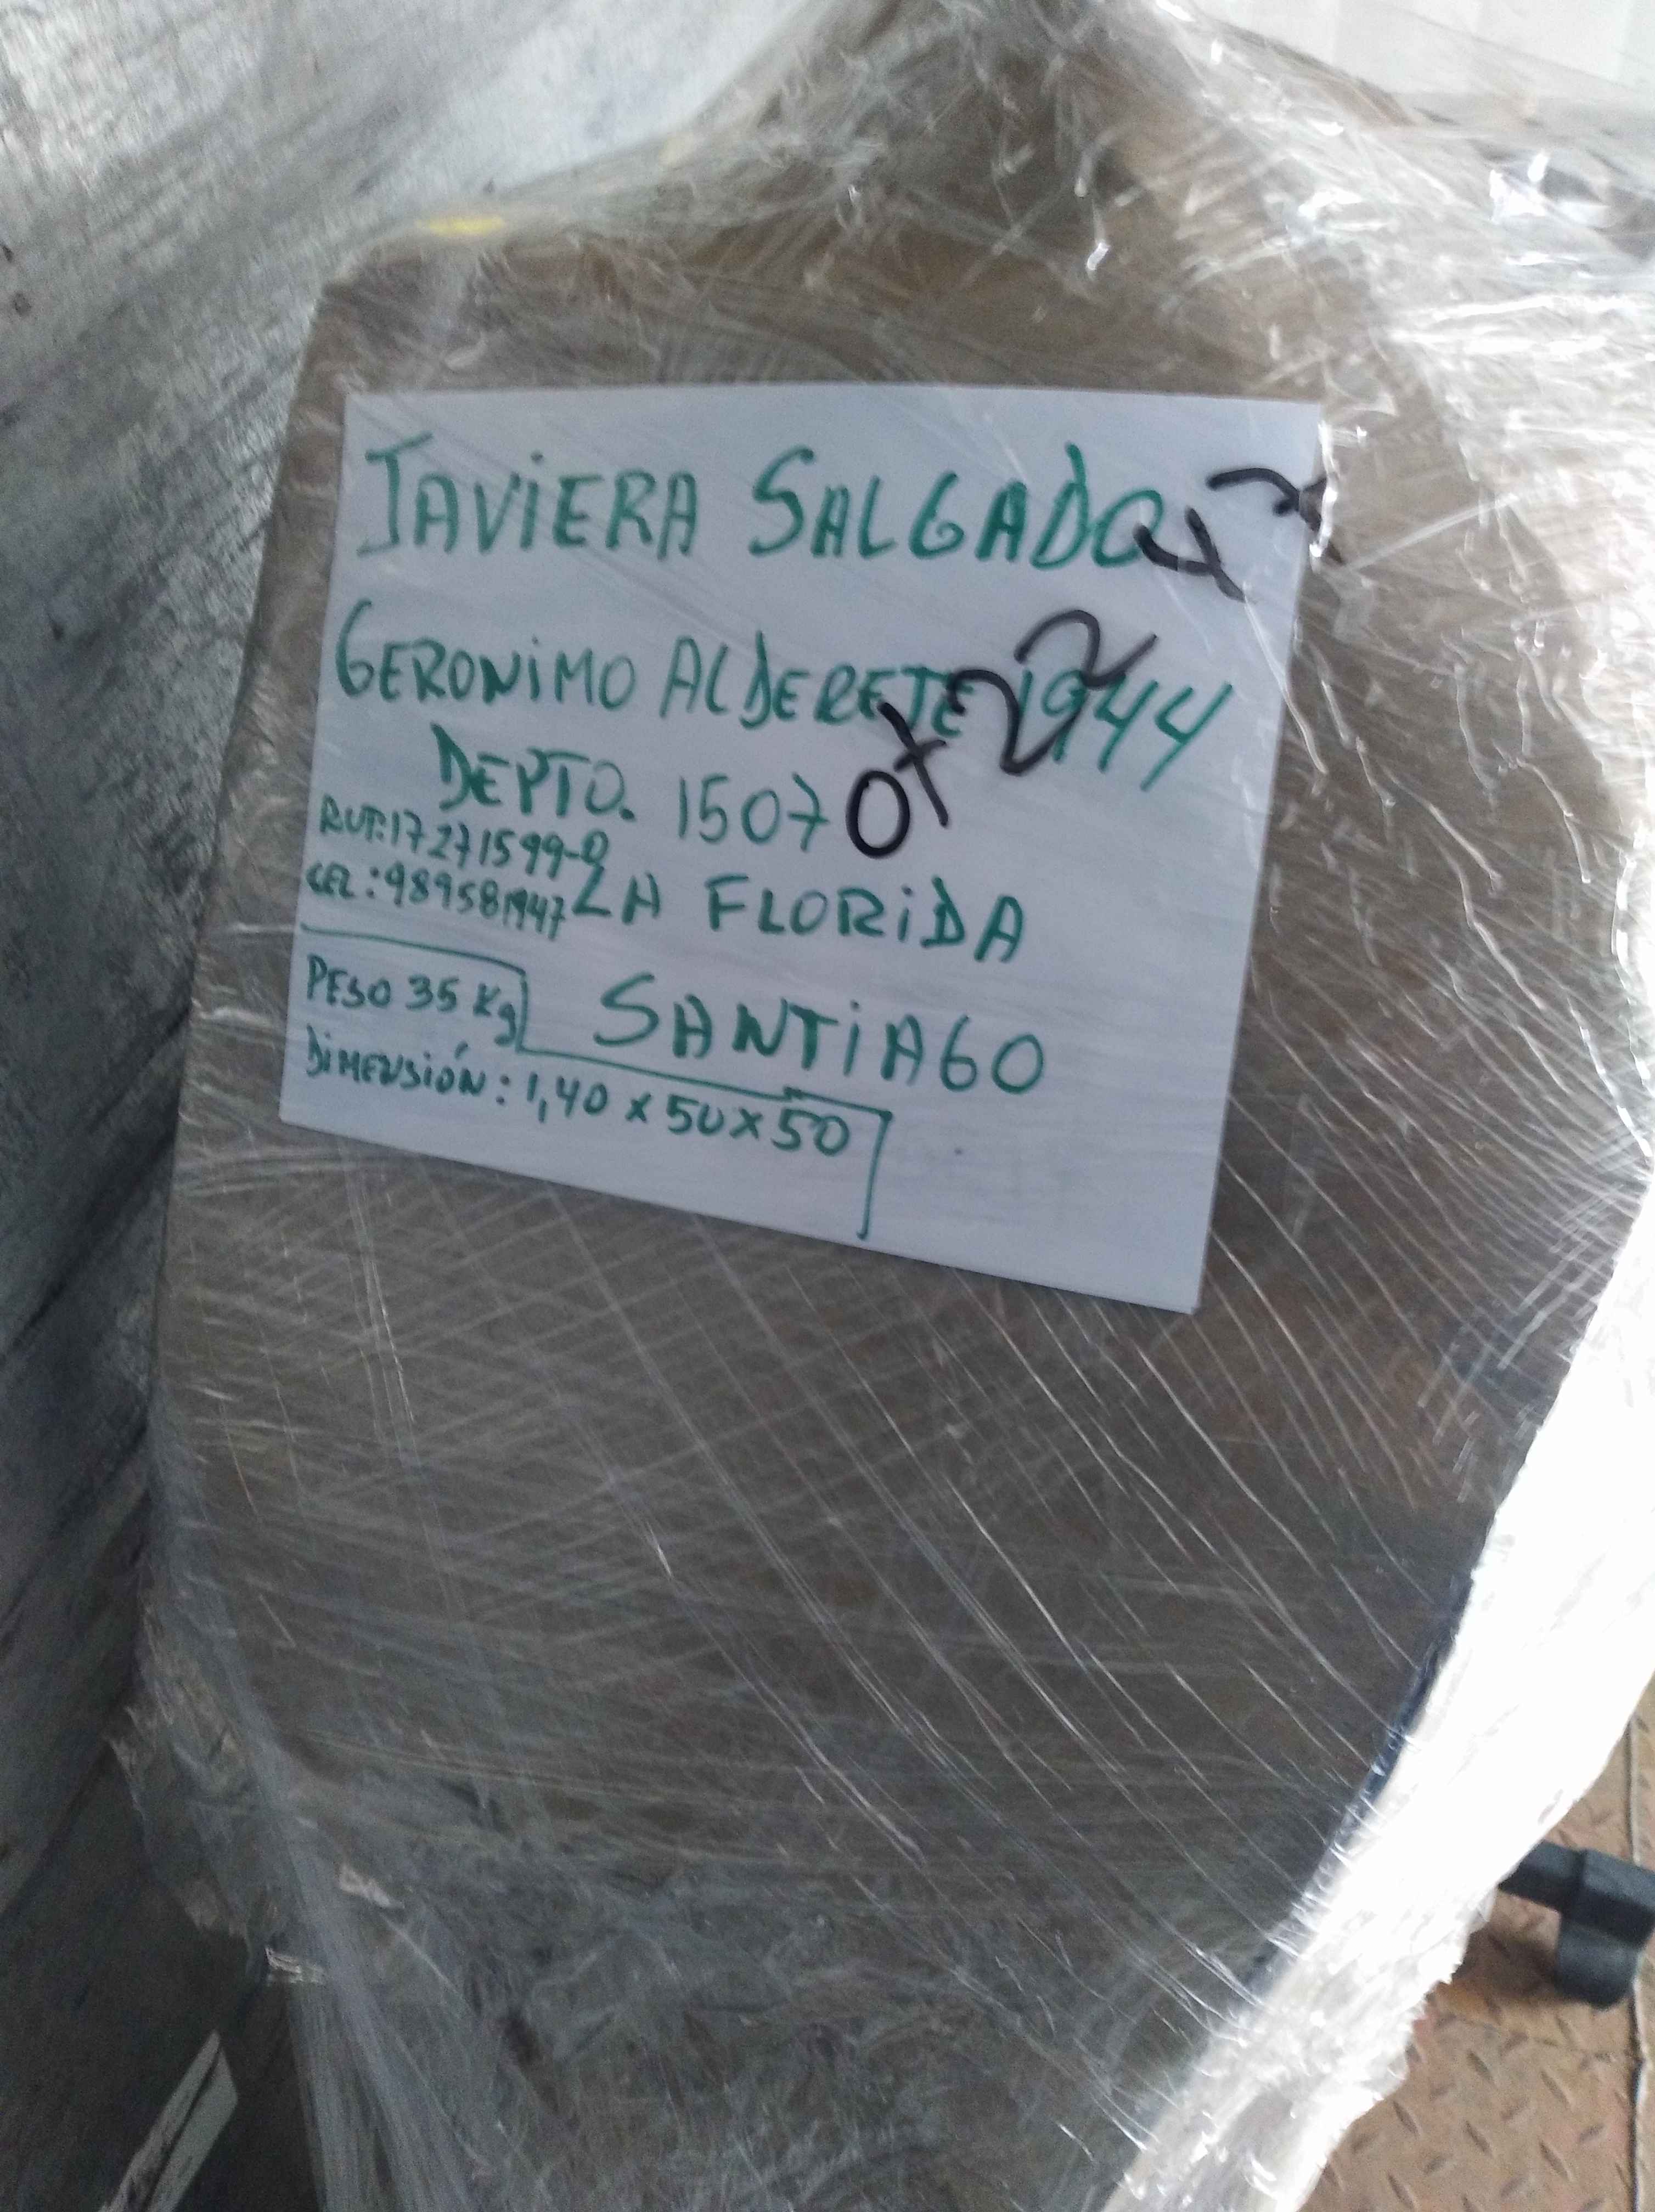 JAVIERA SALGADO
GERONIMO ALDERETE 1944
DEPTO. 1507
RUT: 17271599-0
CEL: 989581947
LA FLORIDA
SANTIAGO
PESO 35 Kg
DIMENSIÓN: 1,40 x 50 x 50